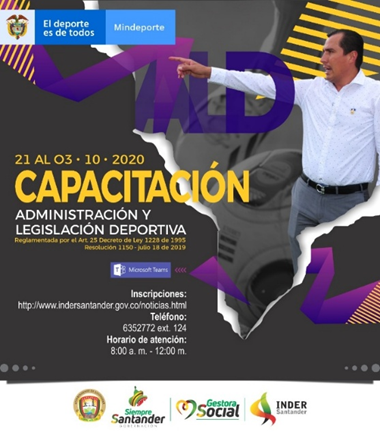 El deporte
es de todos
Mindeporte
ALD
21 AL 03 · 10 · 2020
CAPACITACIÓN
ADMINISTRACIÓN Y
LEGISLACIÓN DEPORTIVA
Reglamentada por el Art. 25 Decreto de Ley 1228 de 1995
Resolución 1150 - julio 18 de 2019
Microsoft Teams
Inscripciones:
http://www.indersantander.gov.co/noticias.html
Teléfono:
6352772 ext. 124
Horario de atención:
8:00 a. m. - 12:00 m.
Siempre
Santander
Gestora
Social
INDER
Santander